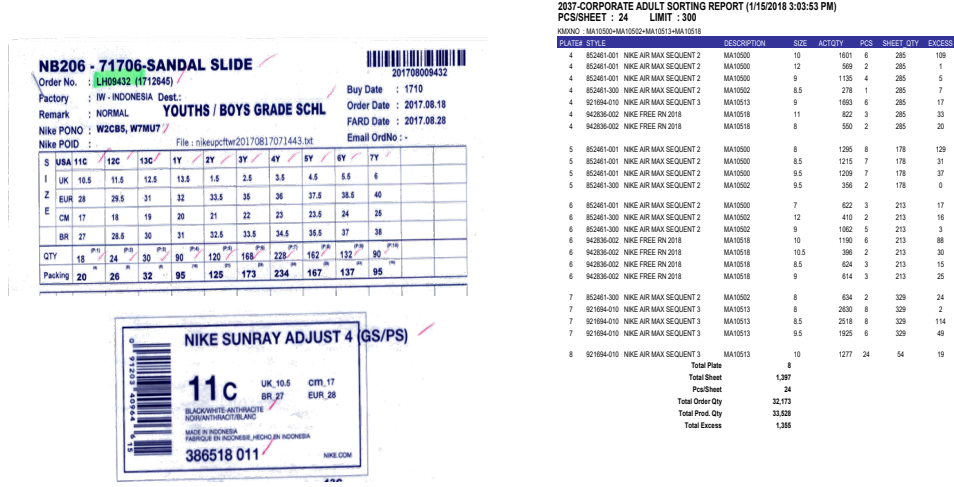 NB206 - 71706-SANDAL SLIDE
201708009432
Order No. : LH09432 (1712645)
Factory : IW - INDONESIA Dest.:
Remark : NORMAL YOUTHS / BOYS GRADE SCHL
Nike PONO : W2CB5, W7MU7
Nike POID : File : nikeupcftwr20170817071443.txt
Buy Date : 1710
Order Date : 2017.08.18
FARD Date : 2017.08.28
Email OrdNo : -
SIZE
USA 11C 12C 13C 1Y 2Y 3Y 4Y 5Y 6Y 7Y
UK 10.5 11.5 12.5 13.5 1.5 2.5 3.5 4.5 5.5 6
EUR 28 29.5 31 32 33.5 35 36 37.5 38.5 40
CM 17 18 19 20 21 22 23 23.5 24 25
BR 27 28.5 30 31 32.5 33.5 34.5 35.5 37 38
QTY 18 24 30 90 120 168 228 162 132 90
Packing 20 26 32 95 125 173 234 167 137 95
NIKE SUNRAY ADJUST 4 (GS/PS)
11C UK_10.5 cm_17
BR_27 EUR_28
BLACK/WHITE-ANTHRACITE
NOIR/ANTHRACIT/BLANC
MADE IN INDONESIA
FABRIQUE EN INDONESIE_HECHO EN INDONESIA
386518 011 NIKE.COM
0 91203 40964 6 15
2037-CORPORATE ADULT SORTING REPORT (1/15/2018 3:03:53 PM)
PCS/SHEET : 24 LIMIT : 300
KMXNO : MA10500+MA10502+MA10513+MA10518
PLATE# STYLE DESCRIPTION SIZE ACTQTY PCS SHEET_QTY EXCESS
4 852461-001 NIKE AIR MAX SEQUENT 2 MA10500 10 1601 6 285 109
4 852461-001 NIKE AIR MAX SEQUENT 2 MA10500 12 569 2 285 1
4 852461-001 NIKE AIR MAX SEQUENT 2 MA10500 9 1135 4 285 5
4 852461-300 NIKE AIR MAX SEQUENT 2 MA10502 8.5 278 1 285 7
4 921694-010 NIKE AIR MAX SEQUENT 3 MA10513 9 1693 6 285 17
4 942836-002 NIKE FREE RN 2018 MA10518 11 822 3 285 33
4 942836-002 NIKE FREE RN 2018 MA10518 8 550 2 285 20
5 852461-001 NIKE AIR MAX SEQUENT 2 MA10500 8 1295 8 178 129
5 852461-001 NIKE AIR MAX SEQUENT 2 MA10500 8.5 1215 7 178 31
5 852461-001 NIKE AIR MAX SEQUENT 2 MA10500 9.5 1209 7 178 37
5 852461-300 NIKE AIR MAX SEQUENT 2 MA10502 9.5 356 2 178 0
6 852461-001 NIKE AIR MAX SEQUENT 2 MA10500 7 622 3 213 17
6 852461-300 NIKE AIR MAX SEQUENT 2 MA10502 12 410 2 213 16
6 852461-300 NIKE AIR MAX SEQUENT 2 MA10502 9 1062 5 213 3
6 942836-002 NIKE FREE RN 2018 MA10518 10 1190 6 213 88
6 942836-002 NIKE FREE RN 2018 MA10518 10.5 396 2 213 30
6 942836-002 NIKE FREE RN 2018 MA10518 8.5 624 3 213 15
6 942836-002 NIKE FREE RN 2018 MA10518 9 614 3 213 25
7 852461-300 NIKE AIR MAX SEQUENT 2 MA10502 8 634 2 329 24
7 921694-010 NIKE AIR MAX SEQUENT 3 MA10513 8 2630 8 329 2
7 921694-010 NIKE AIR MAX SEQUENT 3 MA10513 8.5 2518 8 329 114
7 921694-010 NIKE AIR MAX SEQUENT 3 MA10513 9.5 1925 6 329 49
8 921694-010 NIKE AIR MAX SEQUENT 3 MA10513 10 1277 24 54 19
Total Plate 8
Total Sheet 1,397
Pcs/Sheet 24
Total Order Qty 32,173
Total Prod. Qty 33,528
Total Excess 1,355